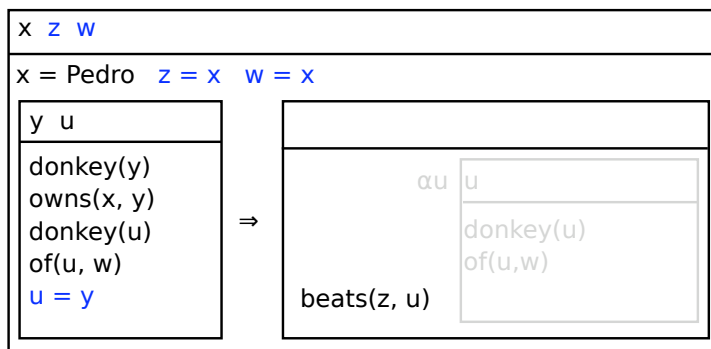 x z w
x = Pedro z = x w = x
y u
donkey(y)
owns(x, y)
donkey(u)
of(u, w)
u = y
⇒
αu u
donkey(u)
of(u,w)
beats(z, u)